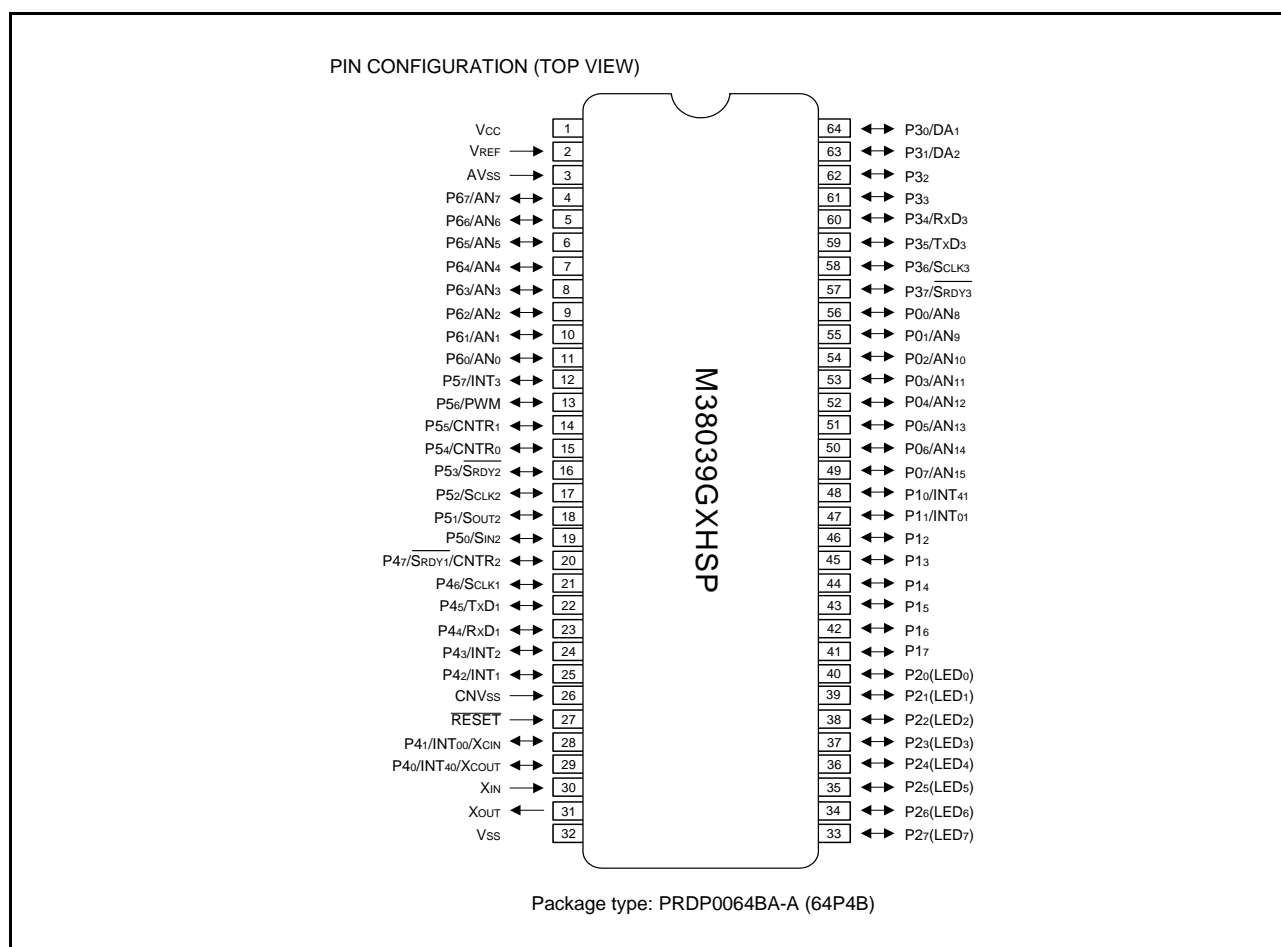 PIN CONFIGURATION (TOP VIEW)
VCC 1
VREF 2
AVSS 3
P67/AN7 4
P66/AN6 5
P65/AN5 6
P64/AN4 7
P63/AN3 8
P62/AN2 9
P61/AN1 10
P60/AN0 11
P57/INT3 12
P56/PWM 13
P55/CNTR1 14
P54/CNTR0 15
P53/SRDY2 16
P52/SCLK2 17
P51/SOUT2 18
P50/SIN2 19
P47/SRDY1/CNTR2 20
P46/SCLK1 21
P45/TXD1 22
P44/RXD1 23
P43/INT2 24
P42/INT1 25
CNVSS 26
RESET 27
P41/INT00/XCIN 28
P40/INT40/XCOUT 29
XIN 30
XOUT 31
VSS 32
M38039GXHSP
64 P30/DA1
63 P31/DA2
62 P32
61 P33
60 P34/RXD3
59 P35/TXD3
58 P36/SCLK3
57 P37/SRDY3
56 P00/AN8
55 P01/AN9
54 P02/AN10
53 P03/AN11
52 P04/AN12
51 P05/AN13
50 P06/AN14
49 P07/AN15
48 P10/INT41
47 P11/INT01
46 P12
45 P13
44 P14
43 P15
42 P16
41 P17
40 P20(LED0)
39 P21(LED1)
38 P22(LED2)
37 P23(LED3)
36 P24(LED4)
35 P25(LED5)
34 P26(LED6)
33 P27(LED7)
Package type: PRDP0064BA-A (64P4B)